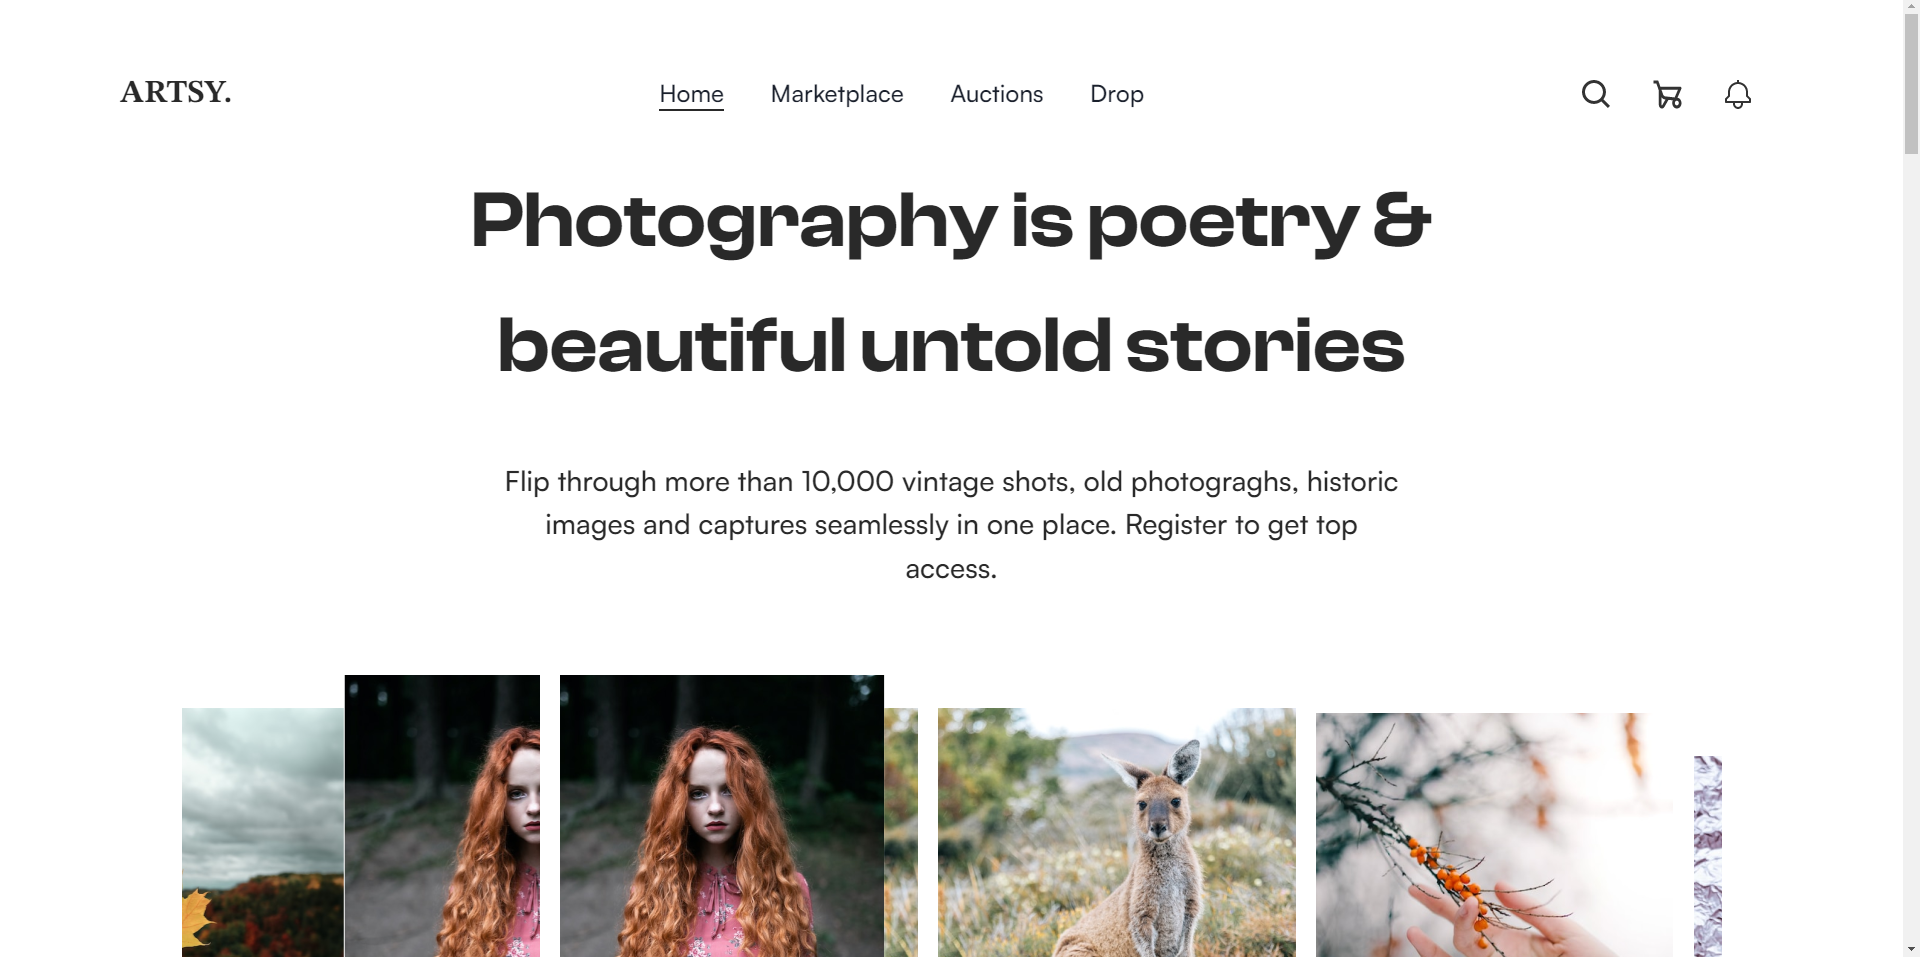 ARTSY.
Home Marketplace Auctions Drop
Photography is poetry &
beautiful untold stories
Flip through more than 10,000 vintage shots, old photograghs, historic
images and captures seamlessly in one place. Register to get top
access.